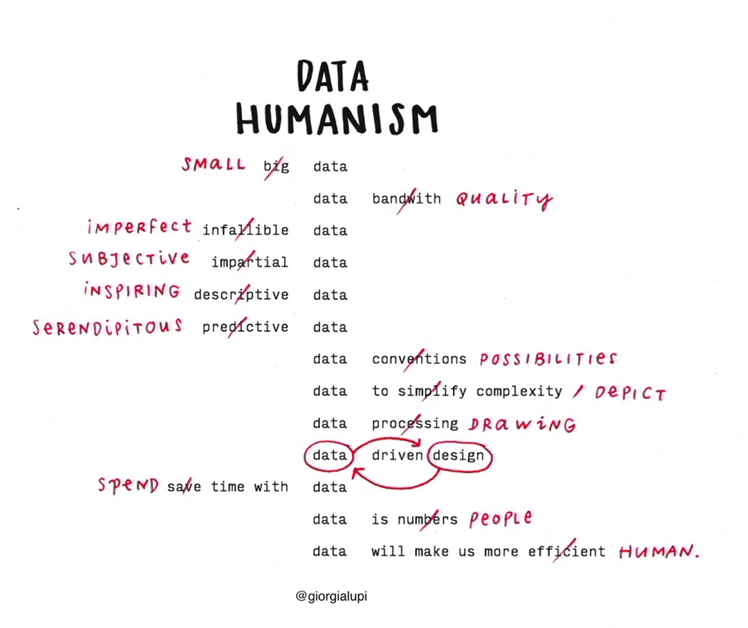 DATA
HUMANISM
SMALL big data
data bandwith QUALITY
IMPERFECT infallible data
SUBJECTIVE impartial data
INSPIRING descriptive data
SERENDIPITOUS predictive data
data conventions POSSIBILITIES
data to simplify complexity / DEPICT
data processing DRAWING
data driven design
SPEND save time with data
data is numbers PEOPLE
data will make us more efficient HUMAN.
@giorgialupi